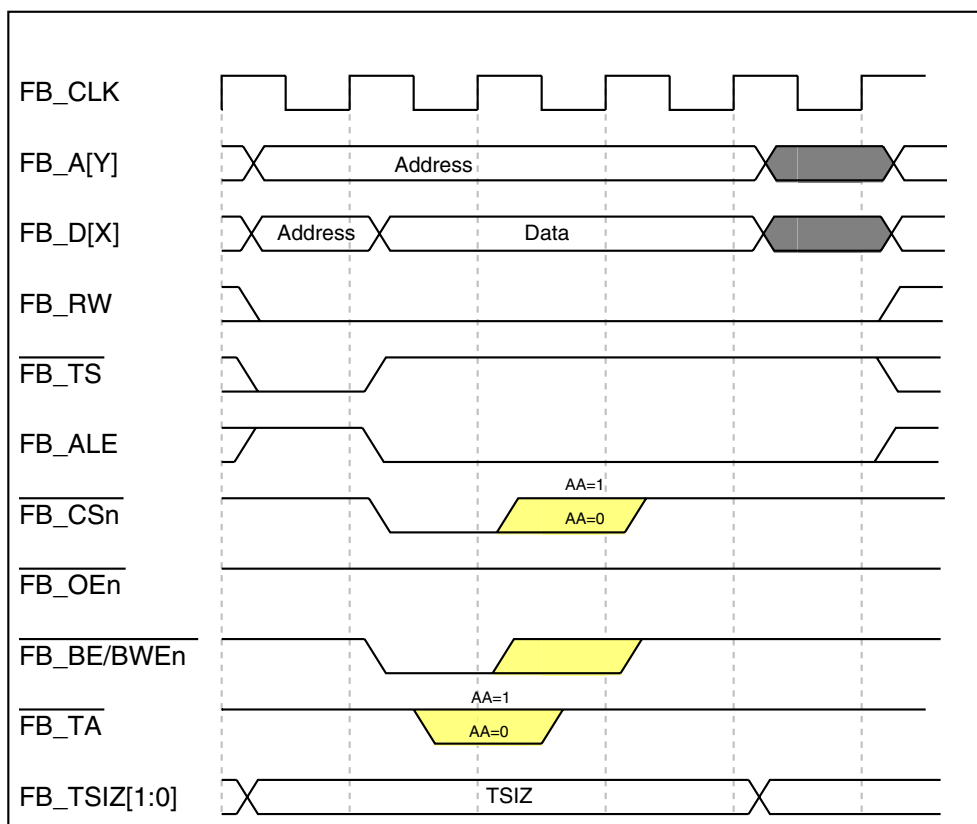 FB_CLK
FB_A[Y]
Address
FB_D[X]
Address
Data
FB_RW
FB_TS
FB_ALE
AA=1
FB_CSn
AA=0
FB_OEn
FB_BE/BWEn
AA=1
FB_TA
AA=0
FB_TSIZ[1:0]
TSIZ